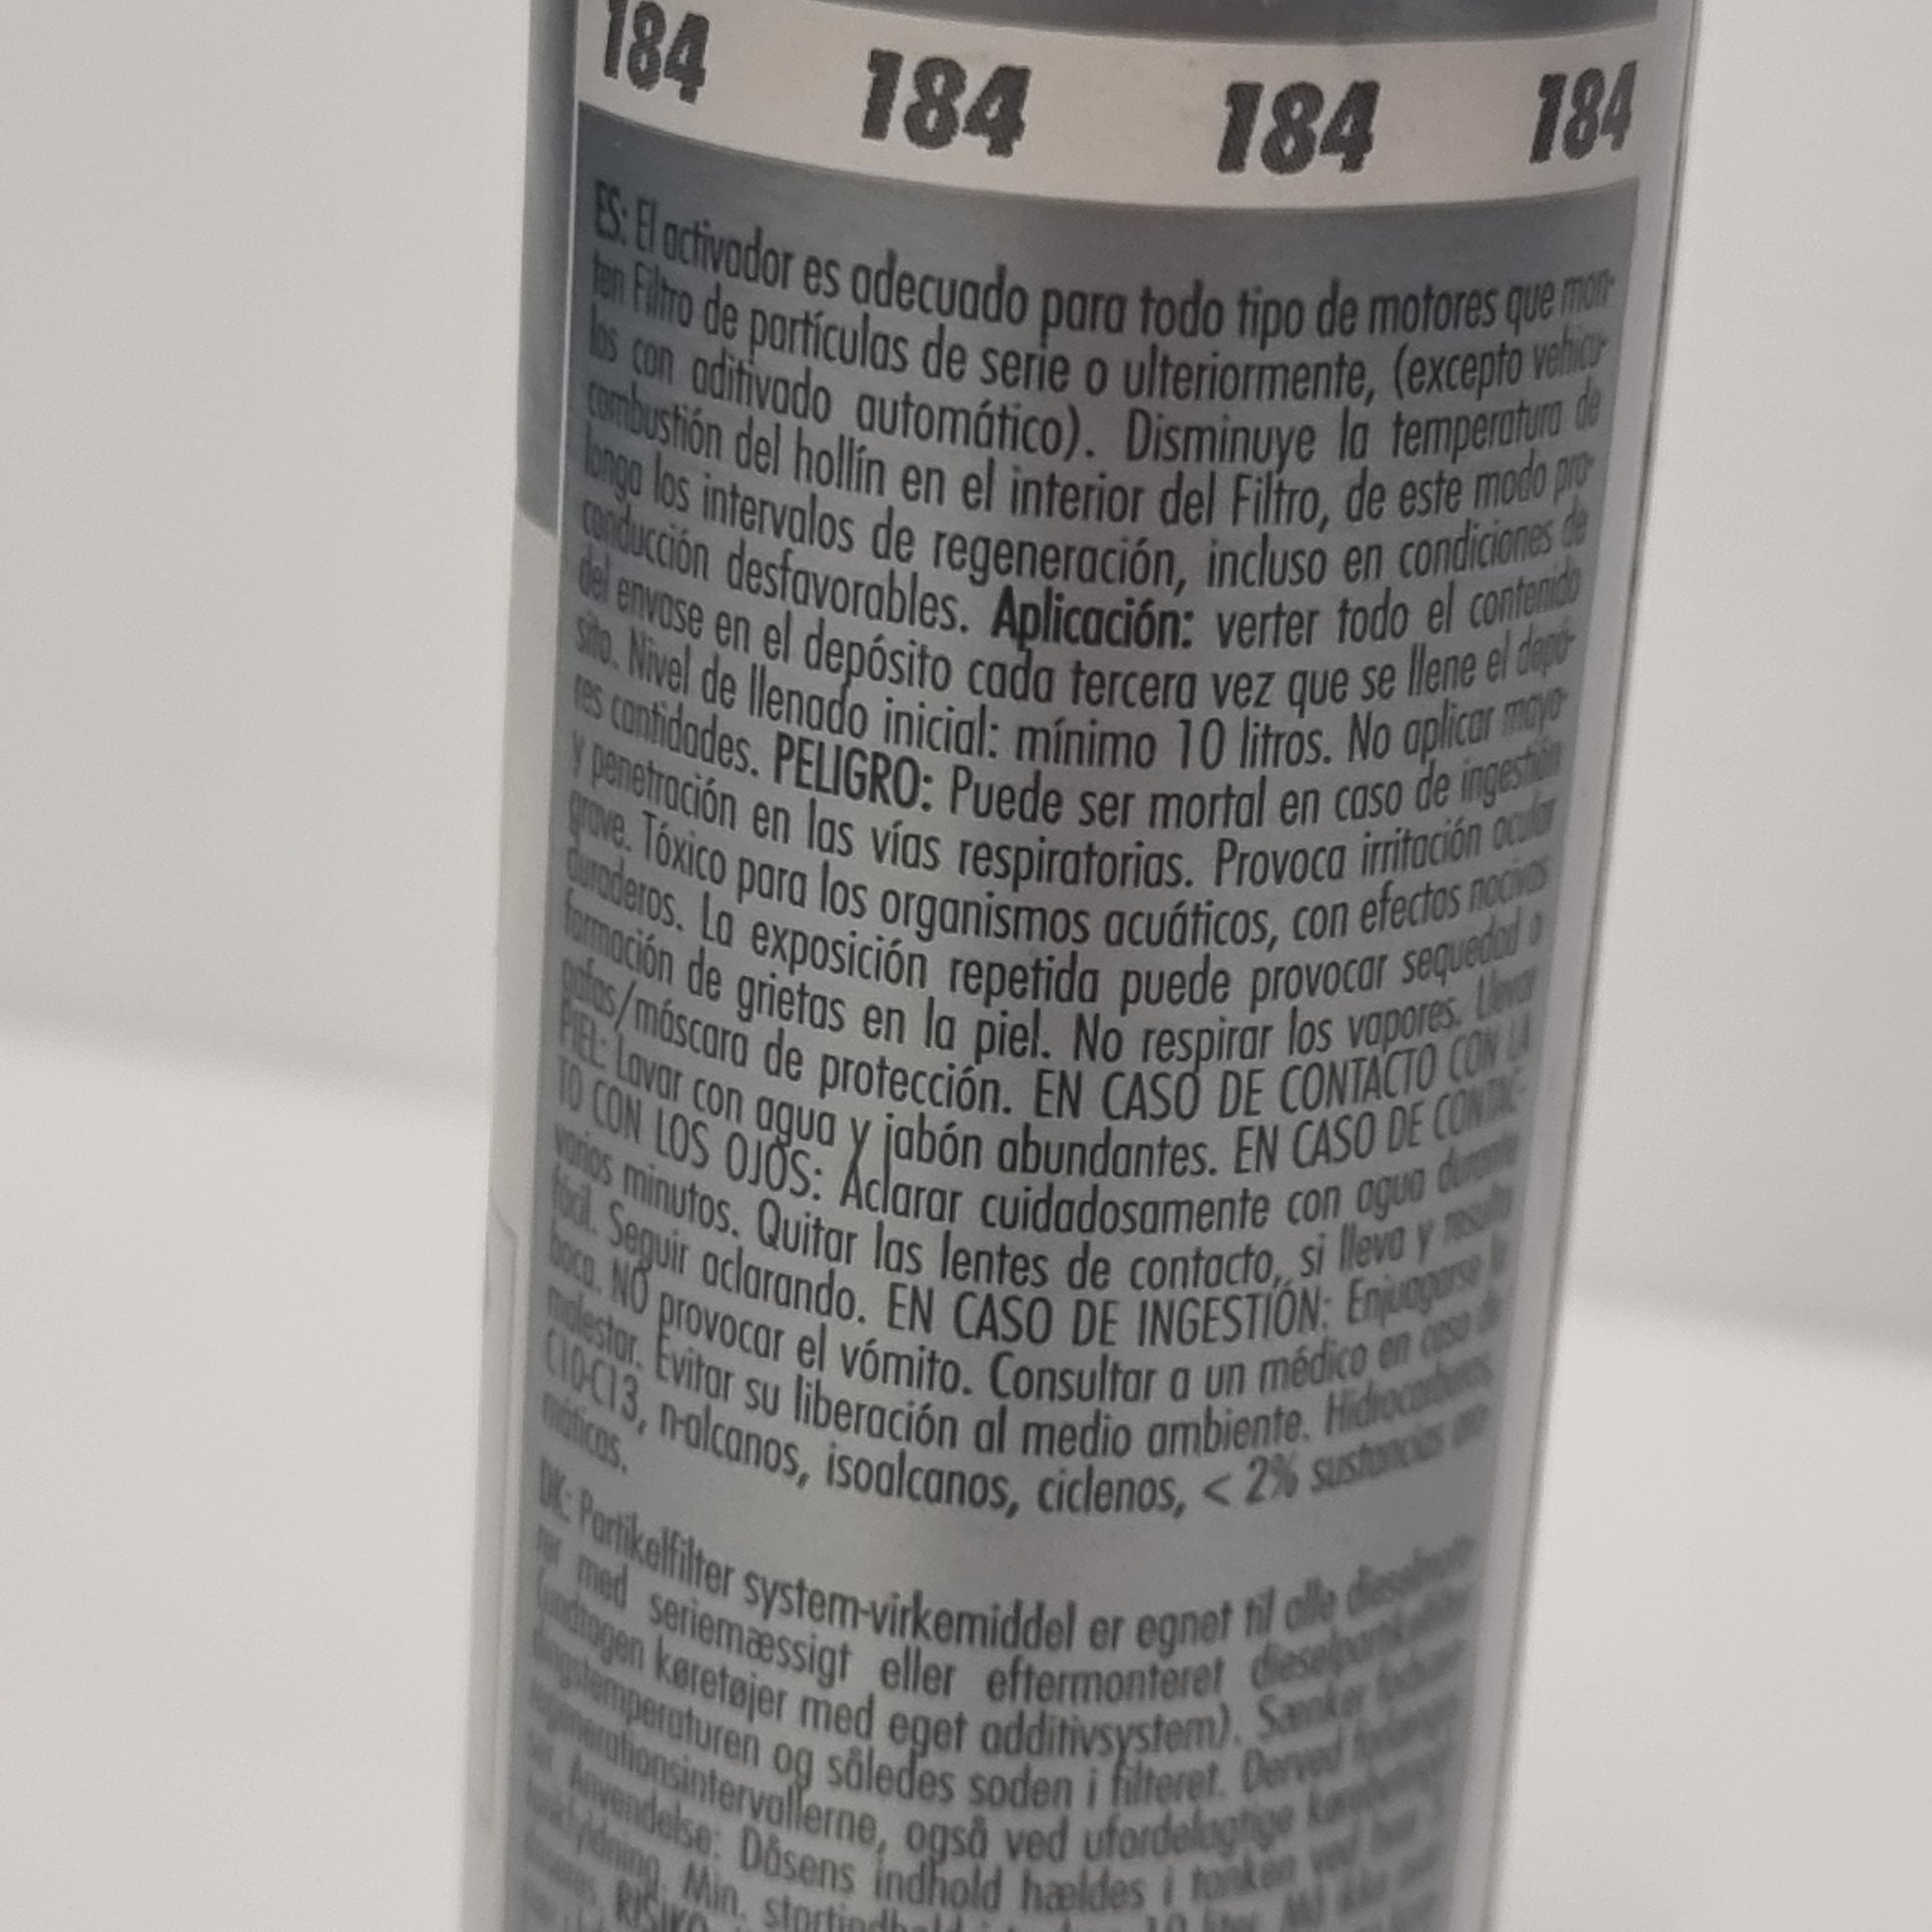 184 184 184 184
ES: El activador es adecuado para todo tipo de motores que mon-
ten Filtro de partículas de serie o ulteriormente, (excepto vehícu-
los con aditivado automático). Disminuye la temperatura de
combustión del hollín en el interior del Filtro, de este modo pro-
longa los intervalos de regeneración, incluso en condiciones de
conducción desfavorables. Aplicación: verter todo el contenido
del envase en el depósito cada tercera vez que se llene el depó-
sito. Nivel de llenado inicial: mínimo 10 litros. No aplicar mayo-
res cantidades. PELIGRO: Puede ser mortal en caso de ingestión
y penetración en las vías respiratorias. Provoca irritación ocular
grave. Tóxico para los organismos acuáticos, con efectos nocivos
duraderos. La exposición repetida puede provocar sequedad o
formación de grietas en la piel. No respirar los vapores. Llevar
gafas/máscara de protección. EN CASO DE CONTACTO CON LA
PIEL: Lavar con agua y jabón abundantes. EN CASO DE CONTAC-
TO CON LOS OJOS: Aclarar cuidadosamente con agua durante
varios minutos. Quitar las lentes de contacto, si lleva y resulta
fácil. Seguir aclarando. EN CASO DE INGESTIÓN: Enjuagarse la
boca. NO provocar el vómito. Consultar a un médico en caso de
malestar. Evitar su liberación al medio ambiente. Hidrocarburos,
C10-C13, n-alcanos, isoalcanos, ciclenos, < 2% sustancias aro-
máticas.
DK: Partikelfilter system-virkemiddel er egnet til alle dieselmoto-
rer med seriemæssigt eller eftermonteret dieselpartikelfilter
(undtagen køretøjer med eget additivsystem). Sænker forbræn-
dingstemperaturen og således soden i filteret. Derved forlænges
regenerationsintervallerne, også ved ufordelagtige
Anvendelse: Dåsens indhold hældes i tanken ved hver 3.
tankfyldning. Min. 10 liter. Må ikke
RISIKO